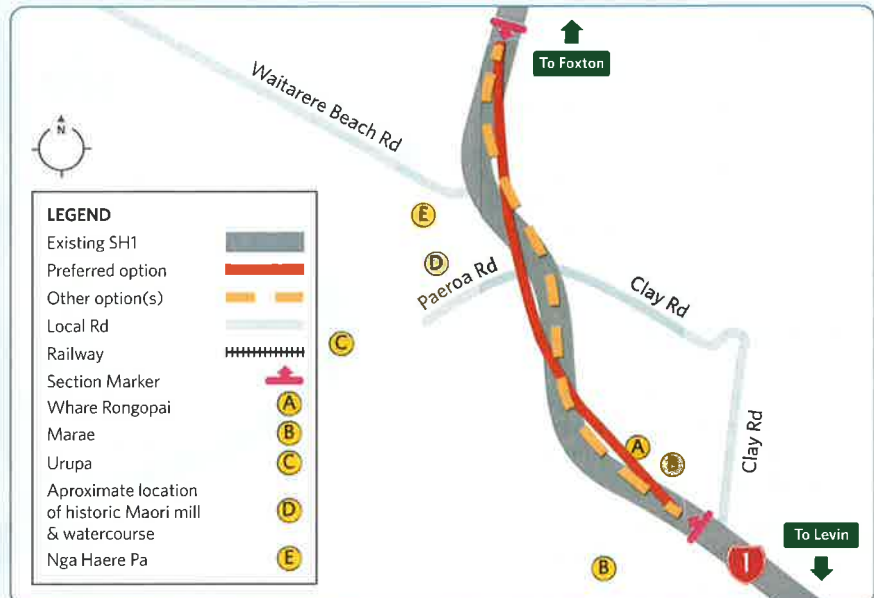 To Foxton
Waitarere Beach Rd
N
E
D
Paeroa Rd
Clay Rd
C
A
Clay Rd
B
1
To Levin
LEGEND
Existing SH1
Preferred option
Other option(s)
Local Rd
Railway
Section Marker
Whare Rongopai A
Marae B
Urupa C
Aproximate location
of historic Maori mill
& watercourse D
Nga Haere Pa E